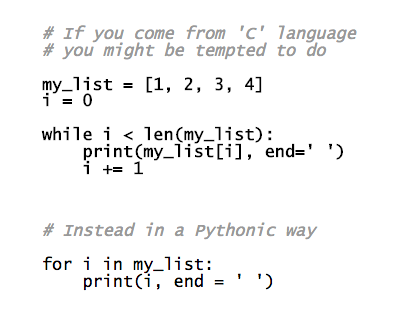 # If you come from 'C' language
# you might be tempted to do
my_list = [1, 2, 3, 4]
i = 0
while i < len(my_list):
    print(my_list[i], end=' ')
    i += 1
# Instead in a Pythonic way
for i in my_list:
    print(i, end = ' ')